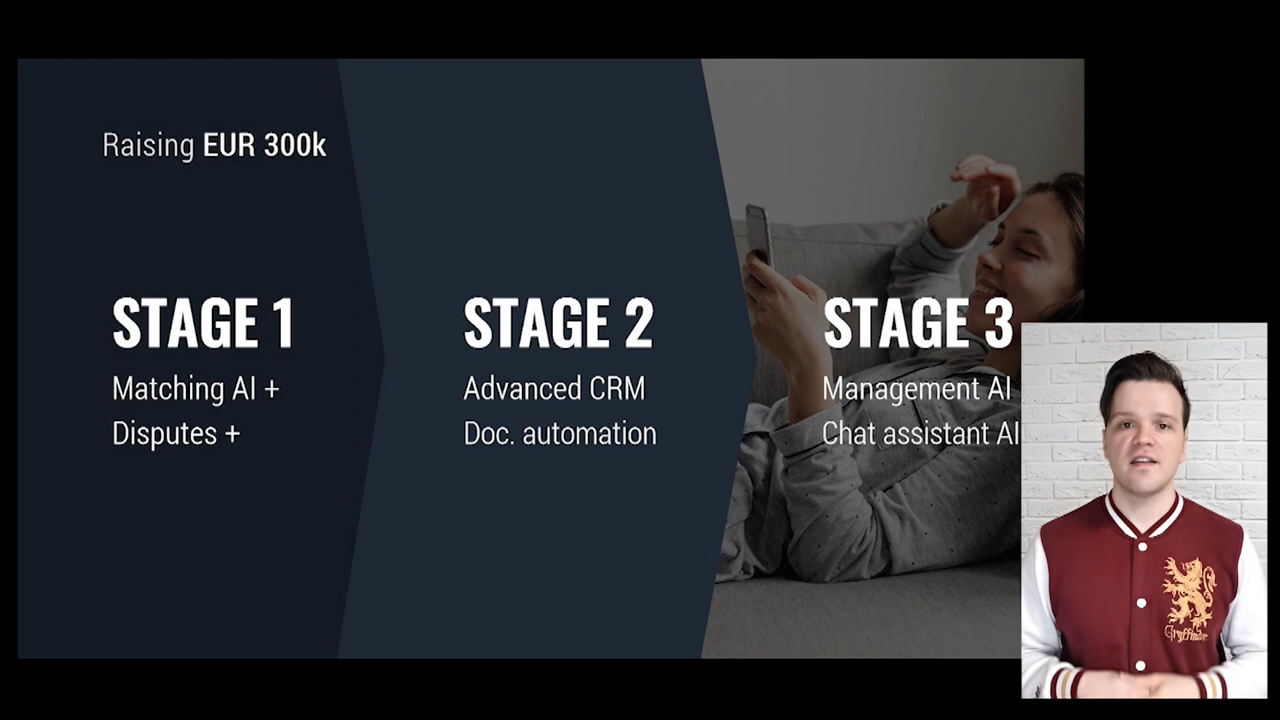 Raising EUR 300k
STAGE 1
Matching AI +
Disputes +
STAGE 2
Advanced CRM
Doc. automation
STAGE 3
Management AI
Chat assistant AI
Gryffindor